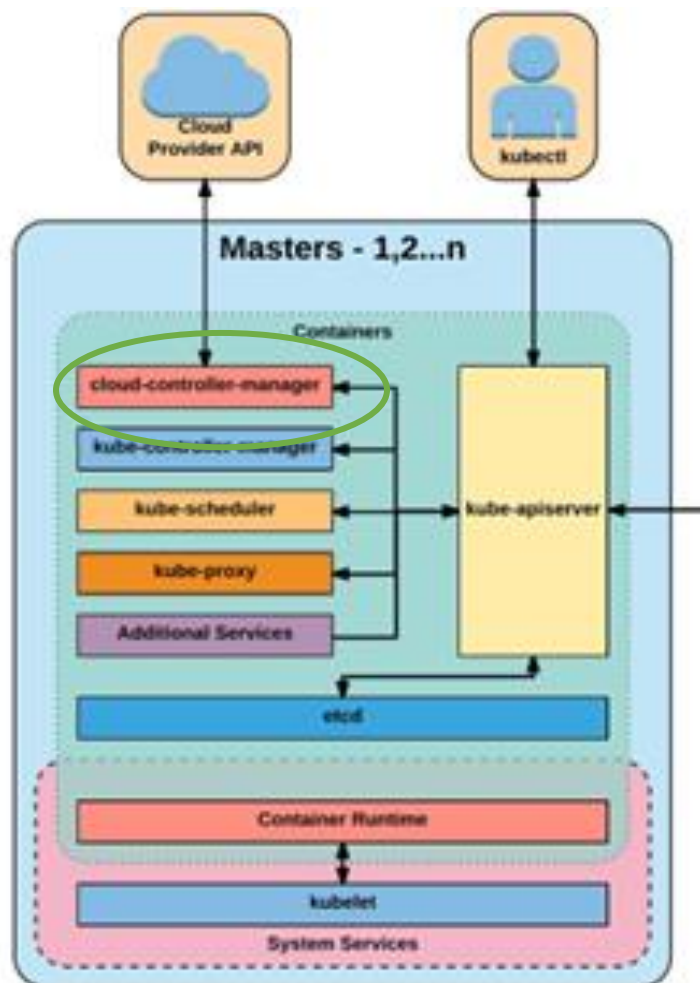 Cloud
Provider API
kubectl
Masters - 1,2...n
Containers
cloud-controller-manager
kube-controller-manager
kube-scheduler
kube-proxy
Additional Services
kube-apiserver
etcd
Container Runtime
kubelet
System Services